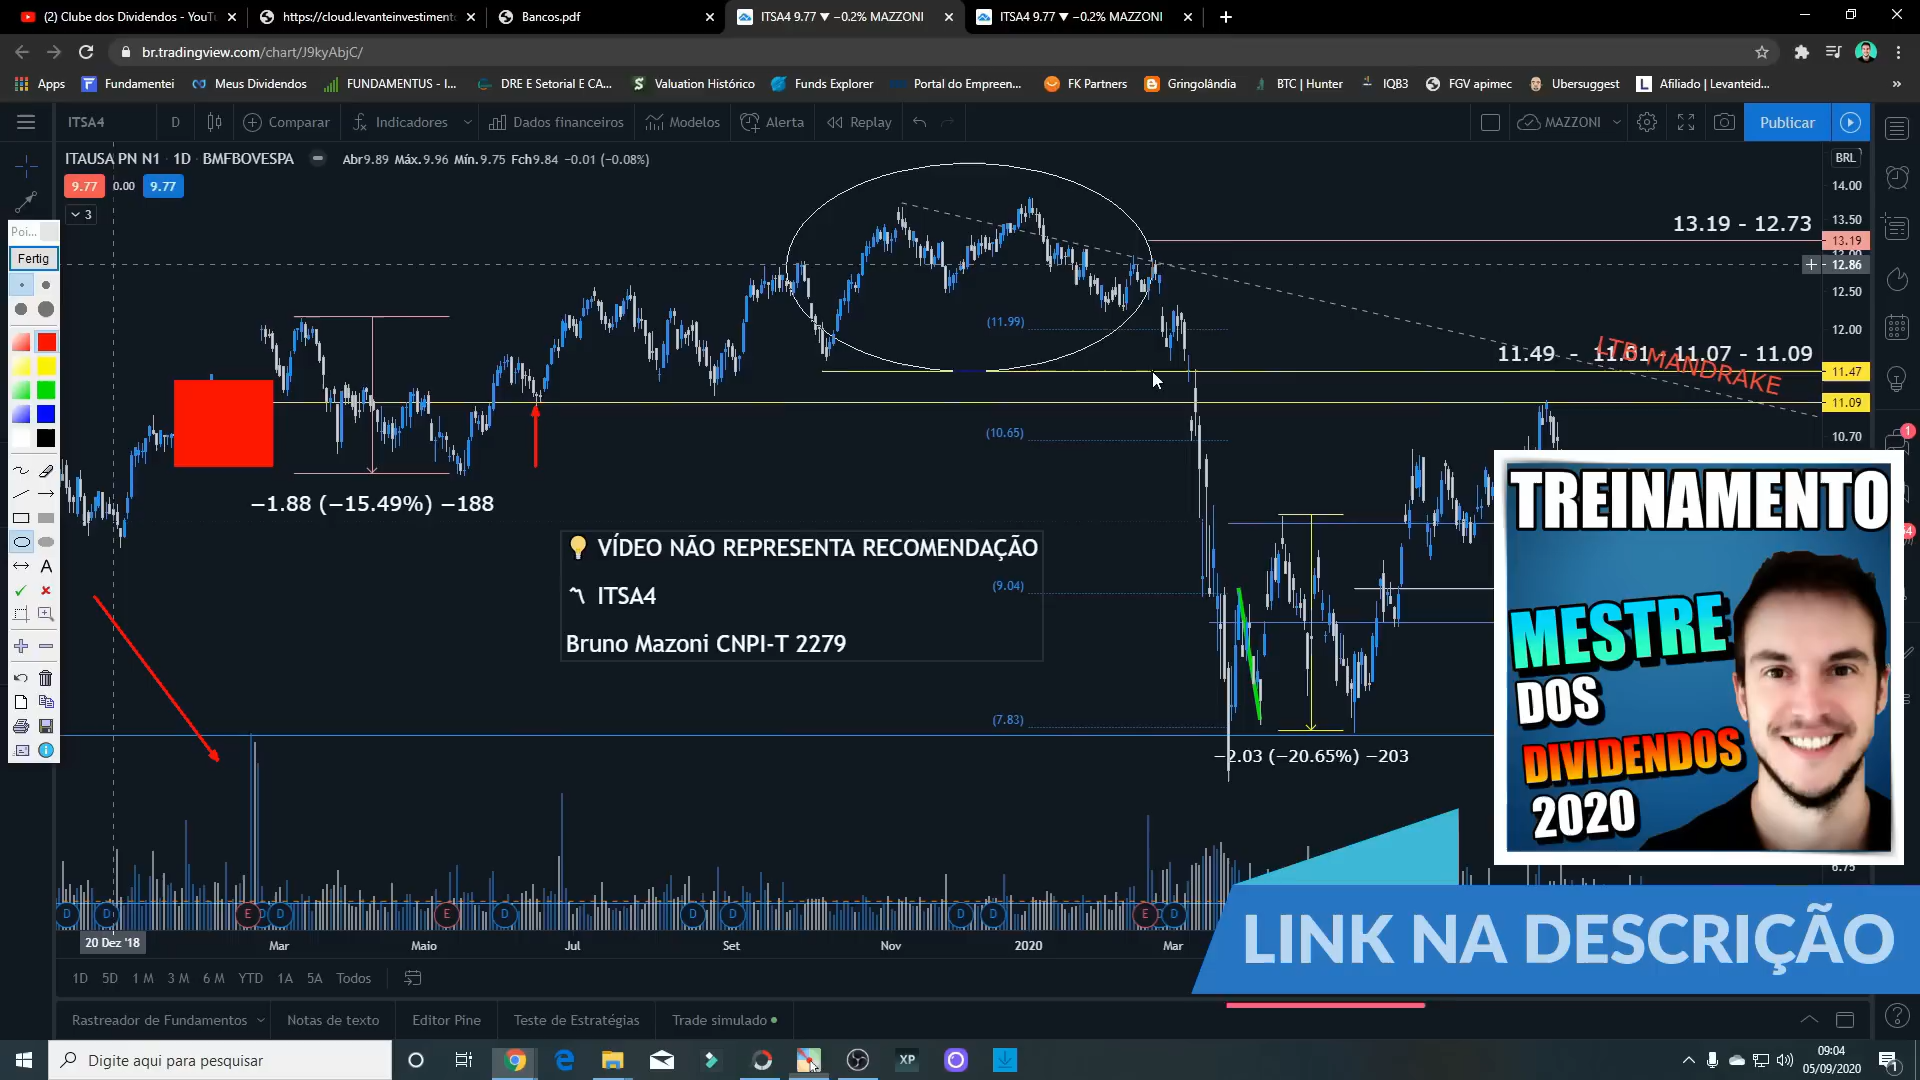 (2) Clube dos Dividendos - YouTu
https://cloud.levanteinvestiment
Bancos.pdf
ITSA4 9.77 ▼ −0.2% MAZZONI
ITSA4 9.77 ▼ −0.2% MAZZONI
br.tradingview.com/chart/J9kyAbjC/
Apps
Fundamentei
Meus Dividendos
FUNDAMENTUS - I...
DRE E Setorial E CA...
Valuation Histórico
Funds Explorer
Portal do Empreen...
FK Partners
Gringolândia
BTC | Hunter
IQB3
FGV apimec
Ubersuggest
Afiliado | Levanteid...
ITSA4
D
Comparar
Indicadores
Dados financeiros
Modelos
Alerta
Replay
MAZZONI
Publicar
ITAUSA PN N1 1D BMFBOVESPA
Abr9.89 Máx.9.96 Mín.9.75 Fch9.84 −0.01 (−0.08%)
BRL
9.77 0.00 9.77
3
Poi...
Fertig
A
14.00
13.50
13.19
13.00
12.86
12.50
12.00
11.47
11.09
10.70
6.75
13.19 - 12.73
11.49 - 11.01 - 11.07 - 11.09
LTB MANDRAKE
(11.99)
(10.65)
(9.04)
(7.83)
−1.88 (−15.49%) −188
💡 VÍDEO NÃO REPRESENTA RECOMENDAÇÃO
ITSA4
Bruno Mazoni CNPI-T 2279
−2.03 (−20.65%) −203
TREINAMENTO
MESTRE
DOS
DIVIDENDOS
2020
LINK NA DESCRIÇÃO
D D E D E D D D D D E D
20 Dez '18 Mar Maio Jul Set Nov 2020 Mar
1D 5D 1 M 3 M 6 M YTD 1A 5A Todos
Rastreador de Fundamentos
Notas de texto
Editor Pine
Teste de Estratégias
Trade simulado
Digite aqui para pesquisar
XP
09:04
05/09/2020
1